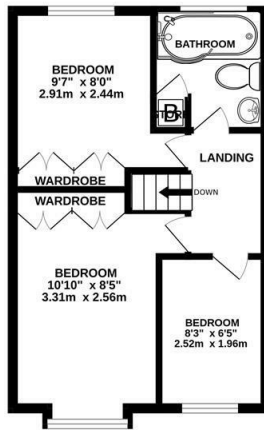 BATHROOM
BEDROOM
9'7" x 8'0"
2.91m x 2.44m
B
LANDING
WARDROBE
DOWN
WARDROBE
BEDROOM
10'10" x 8'5"
3.31m x 2.56m
BEDROOM
8'3" x 6'5"
2.52m x 1.96m